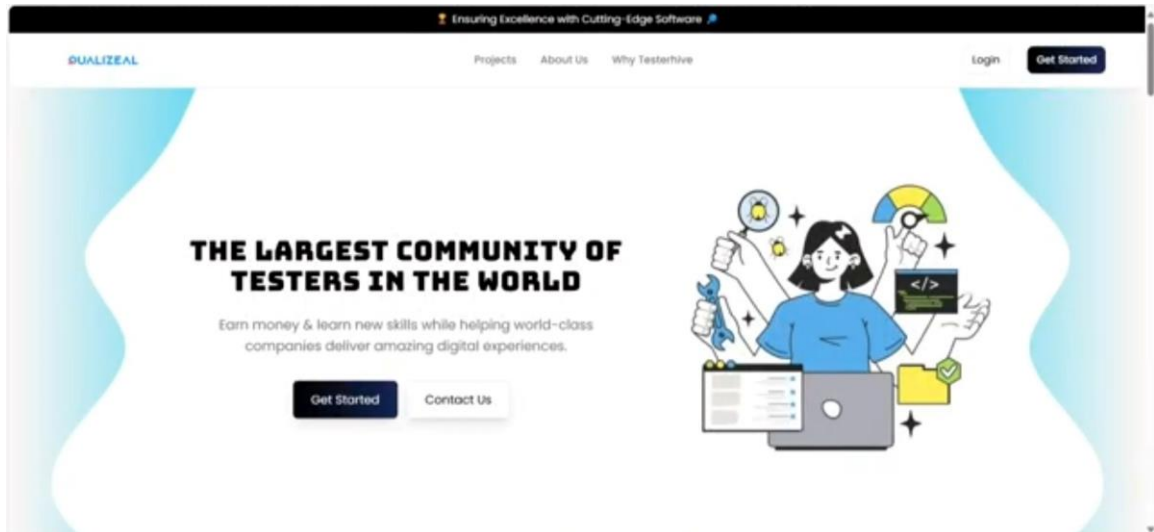 🏆 Ensuring Excellence with Cutting-Edge Software 🔎
QUALIZEAL
Projects About Us Why Testerhive
Login Get Started
THE LARGEST COMMUNITY OF
TESTERS IN THE WORLD
Earn money & learn new skills while helping world-class
companies deliver amazing digital experiences.
Get Started Contact Us
</>